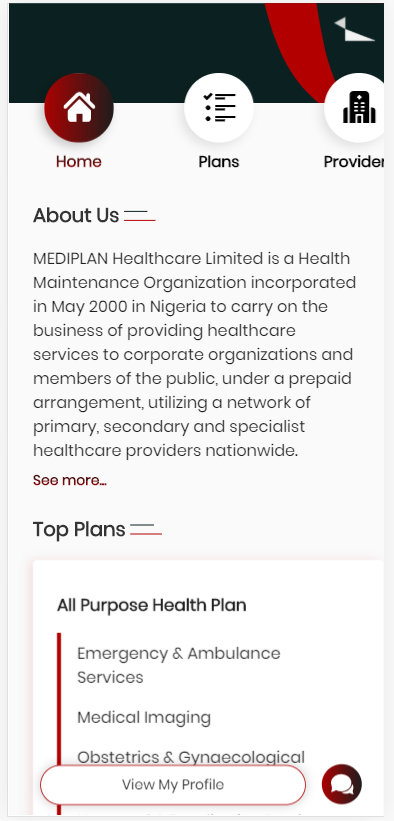 Home Plans Provider
About Us
MEDIPLAN Healthcare Limited is a Health
Maintenance Organization incorporated
in May 2000 in Nigeria to carry on the
business of providing healthcare
services to corporate organizations and
members of the public, under a prepaid
arrangement, utilizing a network of
primary, secondary and specialist
healthcare providers nationwide.
See more...
Top Plans
All Purpose Health Plan
Emergency & Ambulance
Services
Medical Imaging
Obstetrics & Gynaecological
View My Profile